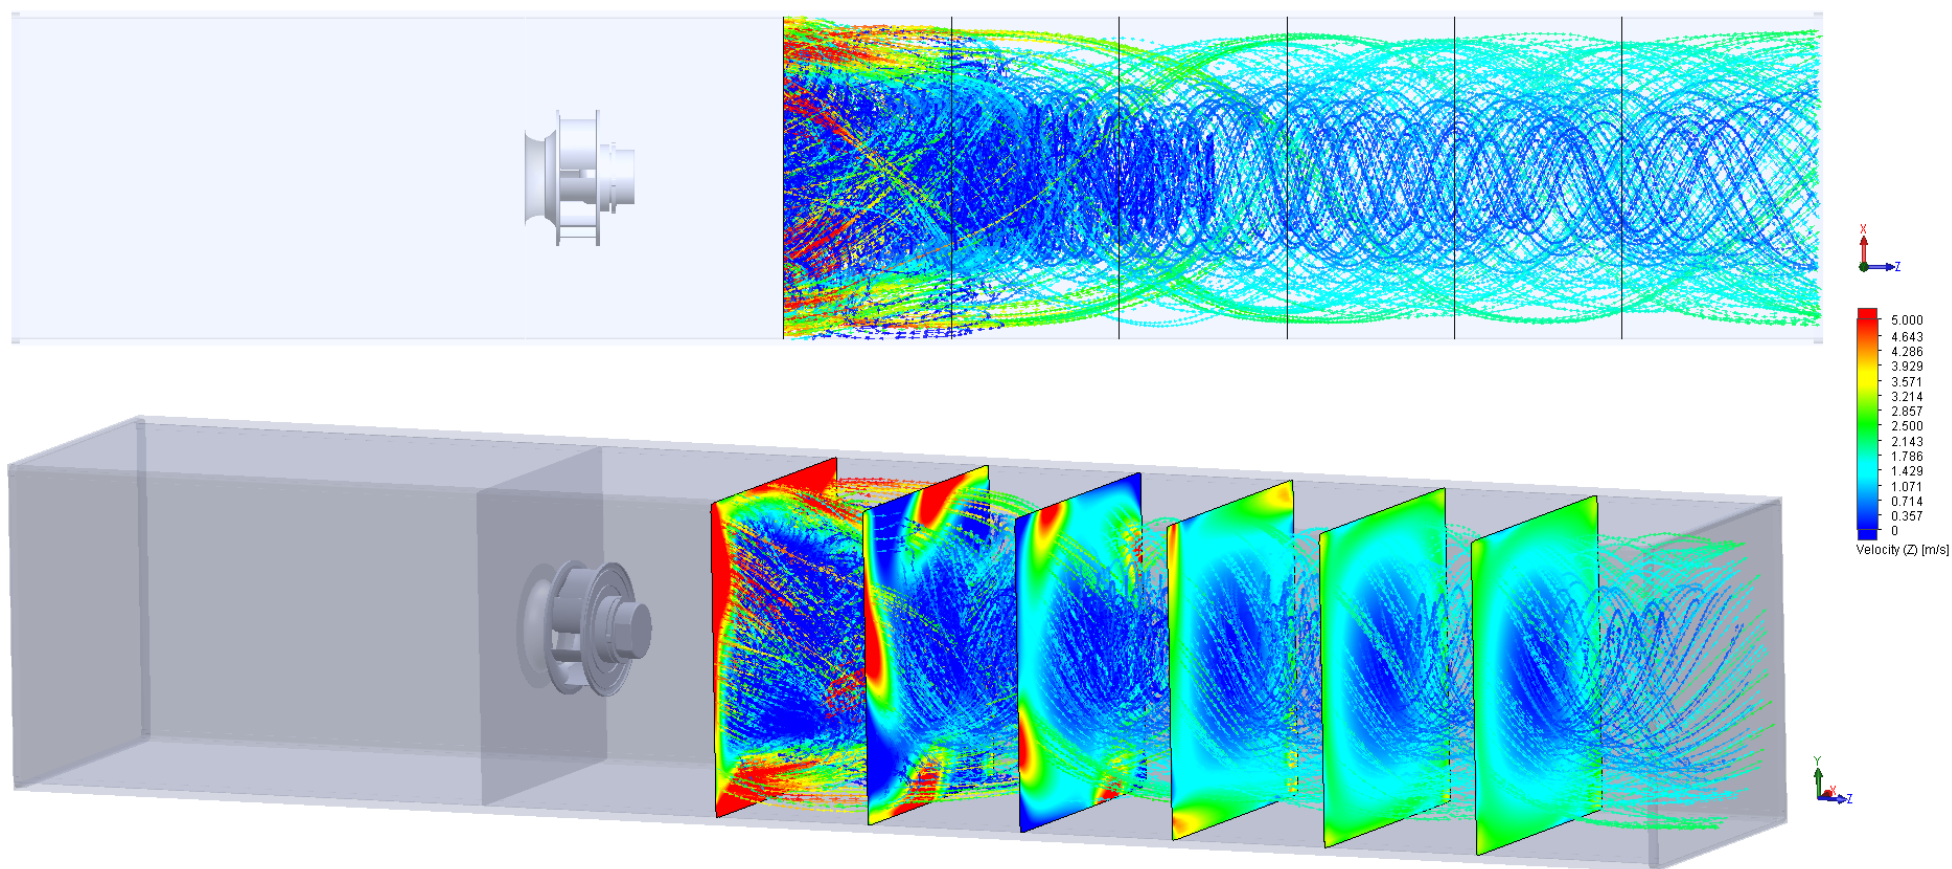 X
Z
5.000
4.643
4.286
3.929
3.571
3.214
2.857
2.500
2.143
1.786
1.429
1.071
0.714
0.357
0
Velocity (Z) [m/s]
Y
X
Z